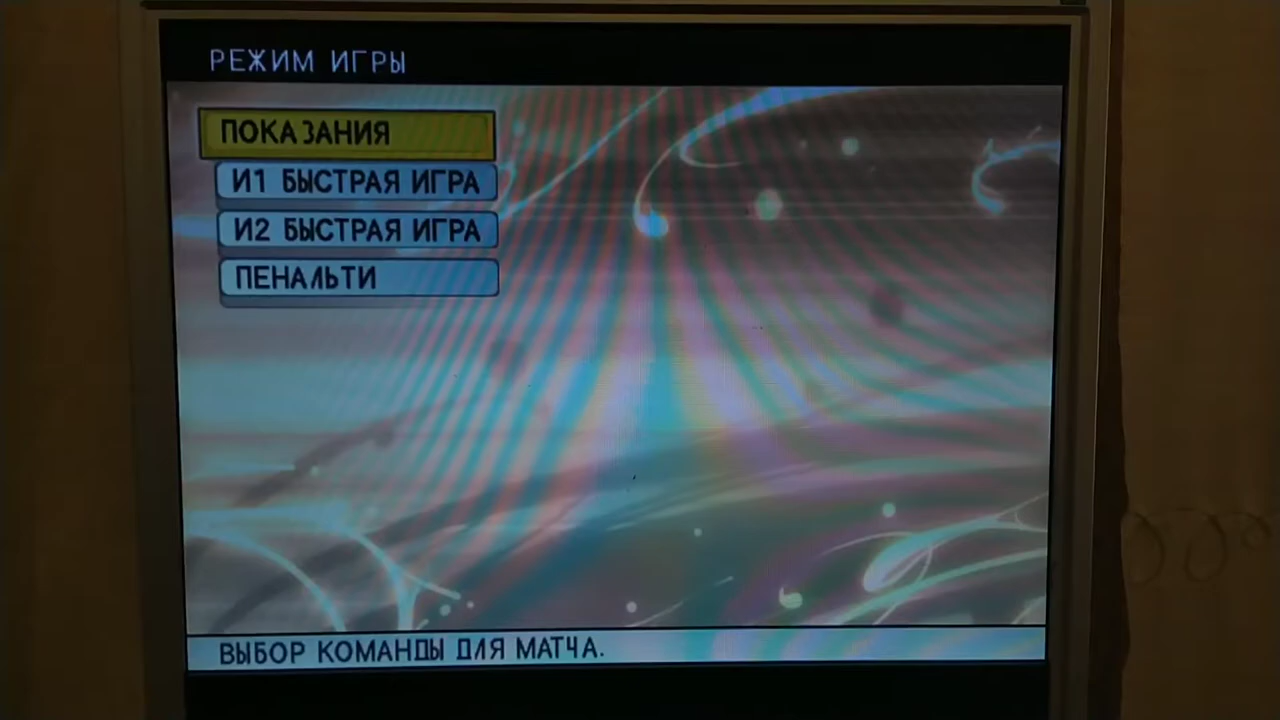 РЕЖИМ ИГРЫ
ПОКАЗАНИЯ
И1 БЫСТРАЯ ИГРА
И2 БЫСТРАЯ ИГРА
ПЕНАЛЬТИ
ВЫБОР КОМАНДЫ ДЛЯ МАТЧА.